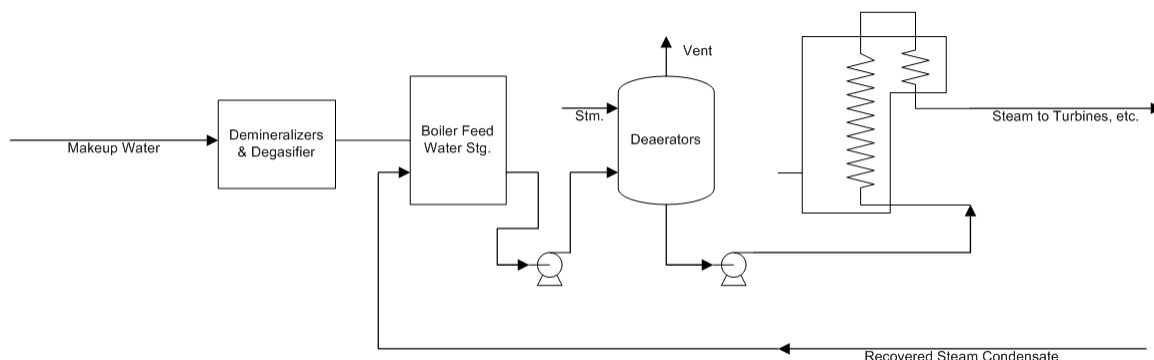 Vent
Stm.
Steam to Turbines, etc.
Makeup Water
Demineralizers
& Degasifier
Boiler Feed
Water Stg.
Deaerators
Recovered Steam Condensate